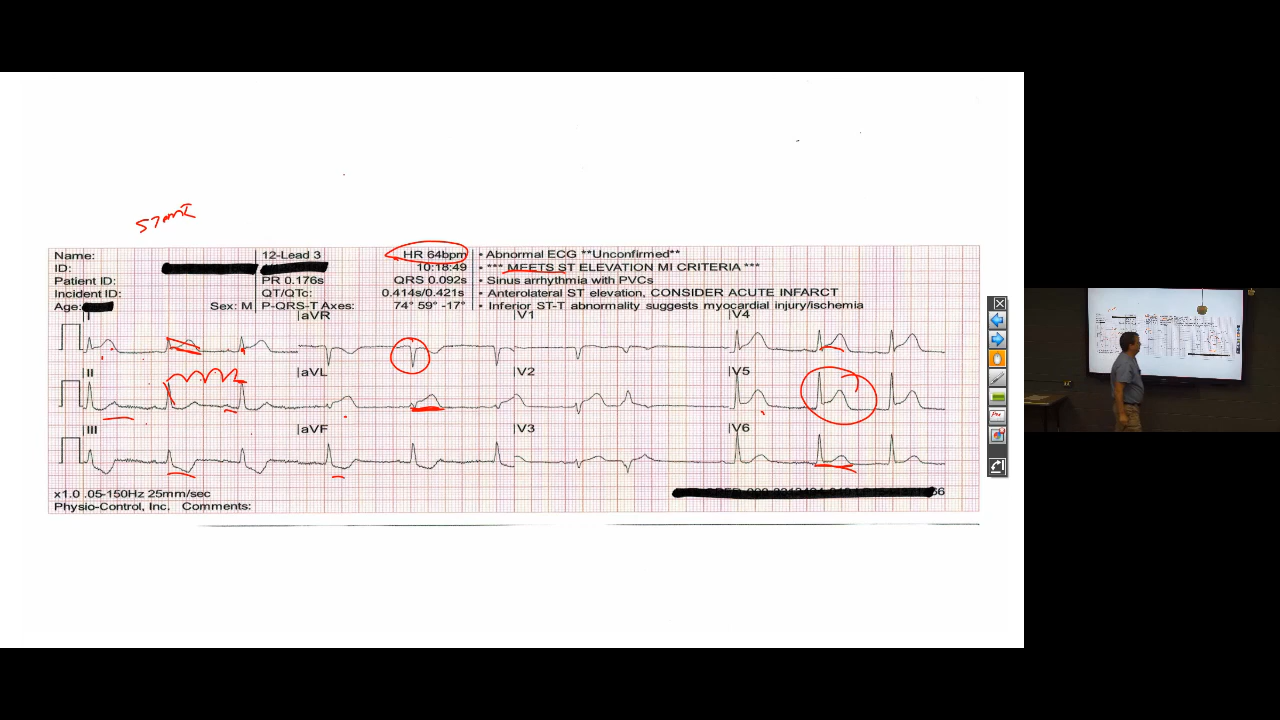 STEMI
Name:
12-Lead 3
HR 64bpm
• Abnormal ECG **Unconfirmed**
ID:
10:18:49
• *** MEETS ST ELEVATION MI CRITERIA ***
Patient ID:
PR 0.176s
QRS 0.092s
• Sinus arrhythmia with PVCs
Incident ID:
QT/QTc:
0.414s/0.421s
• Anterolateral ST elevation, CONSIDER ACUTE INFARCT
Age:
Sex: M
P-QRS-T Axes:
74° 59° -17°
• Inferior ST-T abnormality suggests myocardial injury/ischemia
I
aVR
V1
V4
II
aVL
V2
V5
III
aVF
V3
V6
x1.0 .05-150Hz 25mm/sec
Physio-Control, Inc.
Comments: